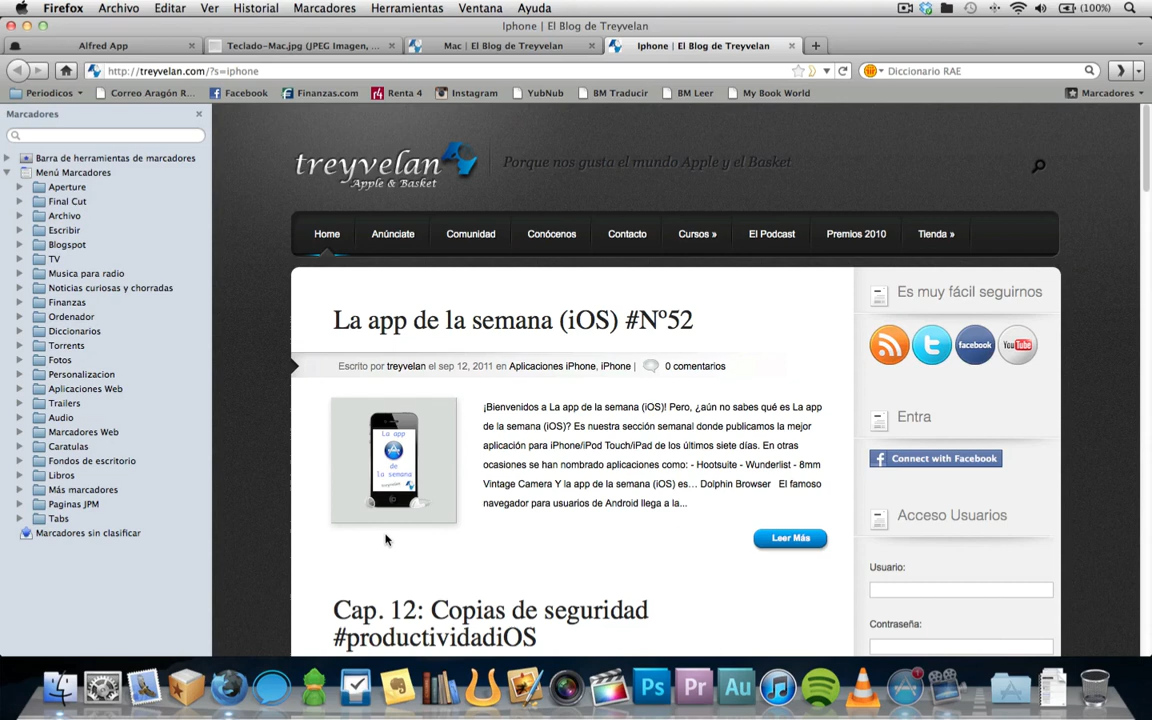 Firefox Archivo Editar Ver Historial Marcadores Herramientas Ventana Ayuda (100%)
Iphone | El Blog de Treyvelan
Alfred App Teclado-Mac.jpg (JPEG Imagen, ... Mac | El Blog de Treyvelan Iphone | El Blog de Treyvelan
http://treyvelan.com/?s=iphone Diccionario RAE
Periodicos Correo Aragón R... Facebook Finanzas.com Renta 4 Instagram YubNub BM Traducir BM Leer My Book World Marcadores
Marcadores
Barra de herramientas de marcadores
Menú Marcadores
Aperture
Final Cut
Archivo
Escribir
Blogspot
TV
Musica para radio
Noticias curiosas y chorradas
Finanzas
Ordenador
Diccionarios
Torrents
Fotos
Personalizacion
Aplicaciones Web
Trailers
Audio
Marcadores Web
Caratulas
Fondos de escritorio
Libros
Más marcadores
Paginas JPM
Tabs
Marcadores sin clasificar
treyvelan
Apple & Basket
Porque nos gusta el mundo Apple y el Basket.
Home Anúnciate Comunidad Conócenos Contacto Cursos » El Podcast Premios 2010 Tienda »
La app de la semana (iOS) #Nº52
Escrito por treyvelan el sep 12, 2011 en Aplicaciones iPhone, iPhone | 0 comentarios
La app
de
la semana
treyvelan
¡Bienvenidos a La app de la semana (iOS)! Pero, ¿aún no sabes qué es La app
de la semana (iOS)? Es nuestra sección semanal donde publicamos la mejor
aplicación para iPhone/iPod Touch/iPad de los últimos siete días. En otras
ocasiones se han nombrado aplicaciones como: - Hootsuite - Wunderlist - 8mm
Vintage Camera Y la app de la semana (iOS) es... Dolphin Browser El famoso
navegador para usuarios de Android llega a la...
Leer Más
Cap. 12: Copias de seguridad
#productividadiOS
Es muy fácil seguirnos
facebook
YouTube
Entra
Connect with Facebook
Acceso Usuarios
Usuario:
Contraseña:
Ps Pr Au